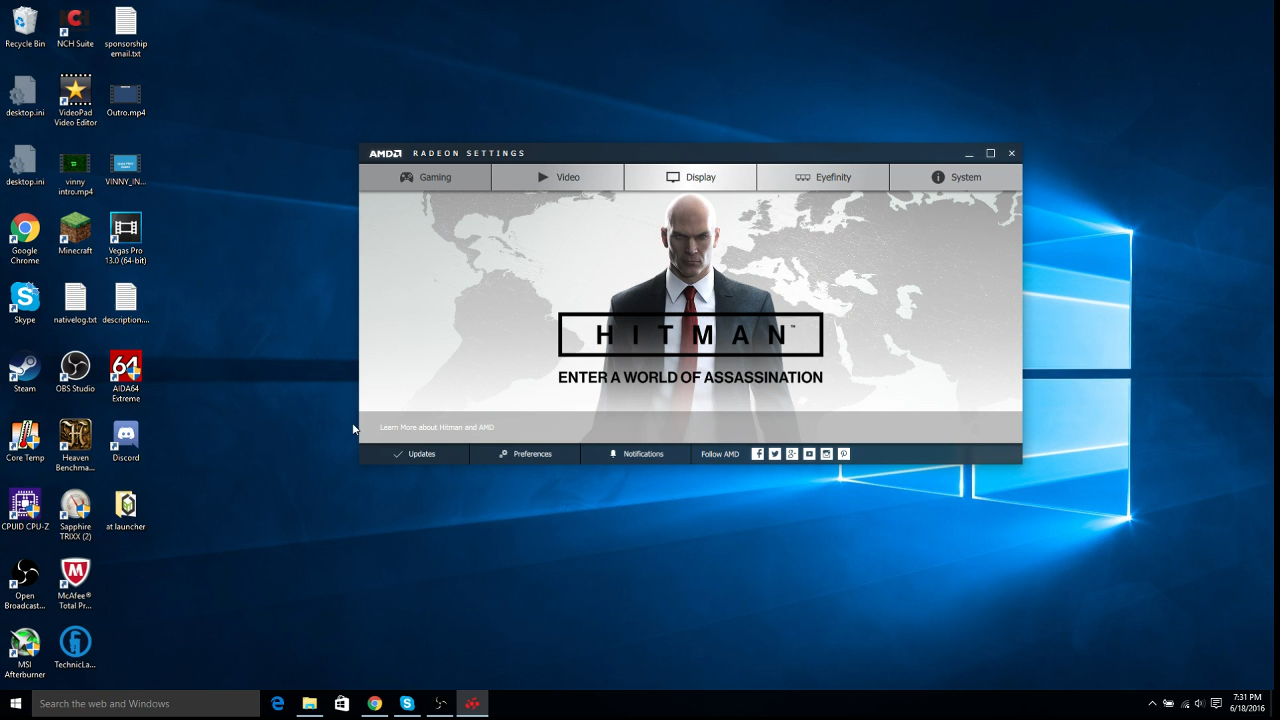 Recycle Bin
NCH Suite
sponsorship
email.txt
desktop.ini
VideoPad
Video Editor
Outro.mp4
desktop.ini
vinny
intro.mp4
VINNY_IN...
Google
Chrome
Minecraft
Vegas Pro
13.0 (64-bit)
Skype
nativelog.txt
description....
Steam
OBS Studio
64
AIDA64
Extreme
Core Temp
Heaven
Benchma...
Discord
CPUID CPU-Z
Sapphire
TRIXX (2)
at launcher
Open
Broadcast...
McAfee®
Total Pr...
MSI
Afterburner
TechnicLa...
AMD RADEON SETTINGS
Gaming
Video
Display
Eyefinity
System
HITMAN™
ENTER A WORLD OF ASSASSINATION
Learn More about Hitman and AMD
Updates
Preferences
Notifications
Follow AMD
Search the web and Windows
7:31 PM
6/18/2016